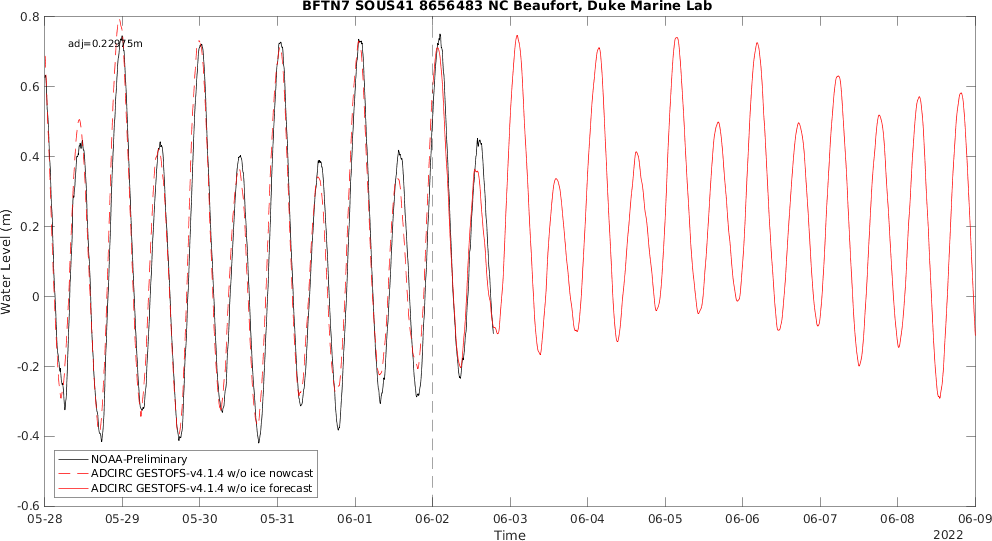 BFTN7 SOUS41 8656483 NC Beaufort, Duke Marine Lab
adj=0.22975m
0.8
0.6
0.4
0.2
0
-0.2
-0.4
-0.6
Water Level (m)
NOAA-Preliminary
ADCIRC GESTOFS-v4.1.4 w/o ice nowcast
ADCIRC GESTOFS-v4.1.4 w/o ice forecast
05-28 05-29 05-30 05-31 06-01 06-02 06-03 06-04 06-05 06-06 06-07 06-08 06-09
Time
2022